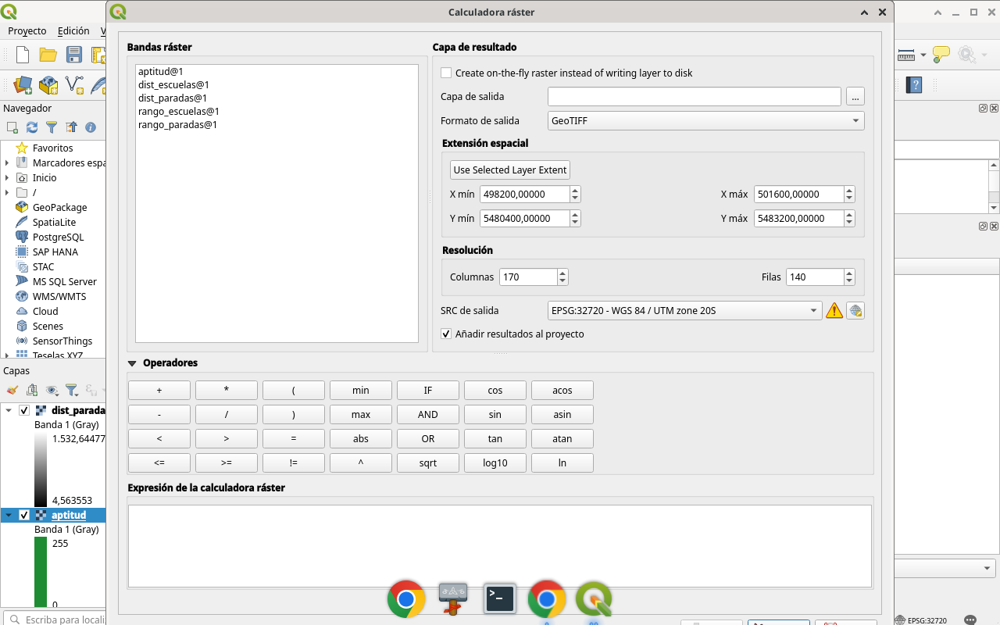 Calculadora ráster
Proyecto Edición V
Navegador
Favoritos
Marcadores espa
Inicio
/
GeoPackage
SpatiaLite
PostgreSQL
SAP HANA
STAC
MS SQL Server
WMS/WMTS
Cloud
Scenes
SensorThings
Teselas XYZ
Capas
dist_parada
Banda 1 (Gray)
1.532,64477
4,563553
aptitud
Banda 1 (Gray)
255
0
Escriba para locali
Bandas ráster
aptitud@1
dist_escuelas@1
dist_paradas@1
rango_escuelas@1
rango_paradas@1
Capa de resultado
Create on-the-fly raster instead of writing layer to disk
Capa de salida ...
Formato de salida GeoTIFF
Extensión espacial
Use Selected Layer Extent
X mín 498200,00000 X máx 501600,00000
Y mín 5480400,00000 Y máx 5483200,00000
Resolución
Columnas 170 Filas 140
SRC de salida EPSG:32720 - WGS 84 / UTM zone 20S
Añadir resultados al proyecto
Operadores
+ * ( min IF cos acos
- / ) max AND sin asin
< > = abs OR tan atan
<= >= != ^ sqrt log10 ln
Expresión de la calculadora ráster
EPSG:32720